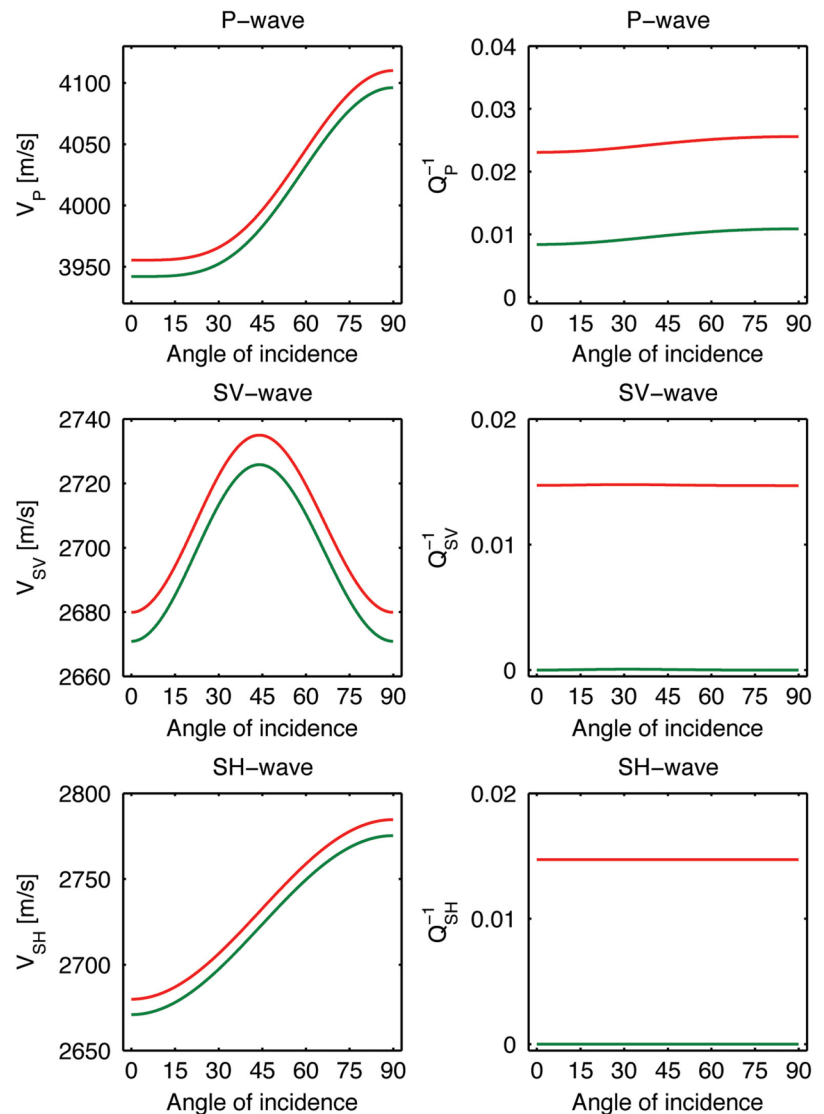 P−wave
V_P [m/s]
4100
4050
4000
3950
0 15 30 45 60 75 90
Angle of incidence
P−wave
Q_P^−1
0.04
0.03
0.02
0.01
0
0 15 30 45 60 75 90
Angle of incidence
SV−wave
V_SV [m/s]
2740
2720
2700
2680
2660
0 15 30 45 60 75 90
Angle of incidence
SV−wave
Q_SV^−1
0.02
0.01
0
0 15 30 45 60 75 90
Angle of incidence
SH−wave
V_SH [m/s]
2800
2750
2700
2650
0 15 30 45 60 75 90
Angle of incidence
SH−wave
Q_SH^−1
0.02
0.01
0
0 15 30 45 60 75 90
Angle of incidence